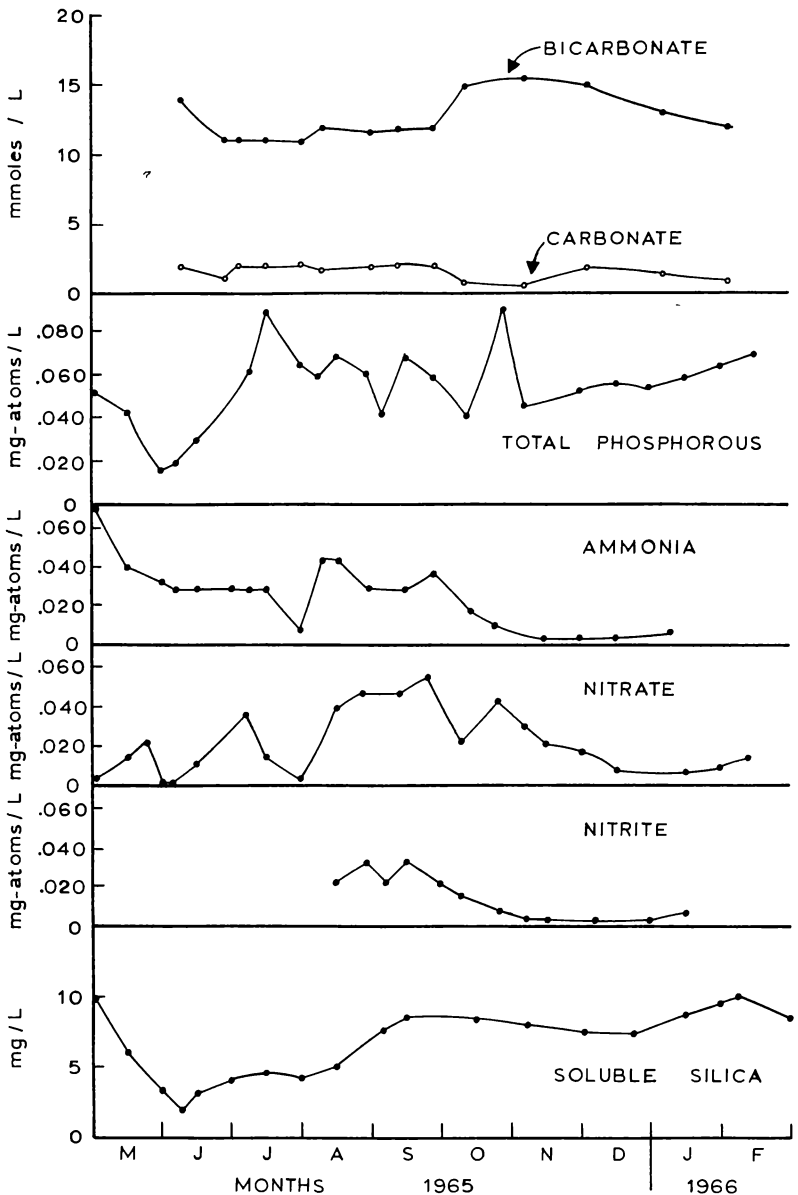 20
BICARBONATE
15
10
5
CARBONATE
0
mmoles / L
.080
.060
.040
TOTAL PHOSPHOROUS
.020
0
mg-atoms / L
.060
AMMONIA
.040
.020
0
mg-atoms / L
.060
NITRATE
.040
.020
0
mg-atoms / L
.060
NITRITE
.040
.020
0
mg-atoms / L
10
5
SOLUBLE SILICA
0
mg / L
M J J A S O N D J F
MONTHS 1965 1966